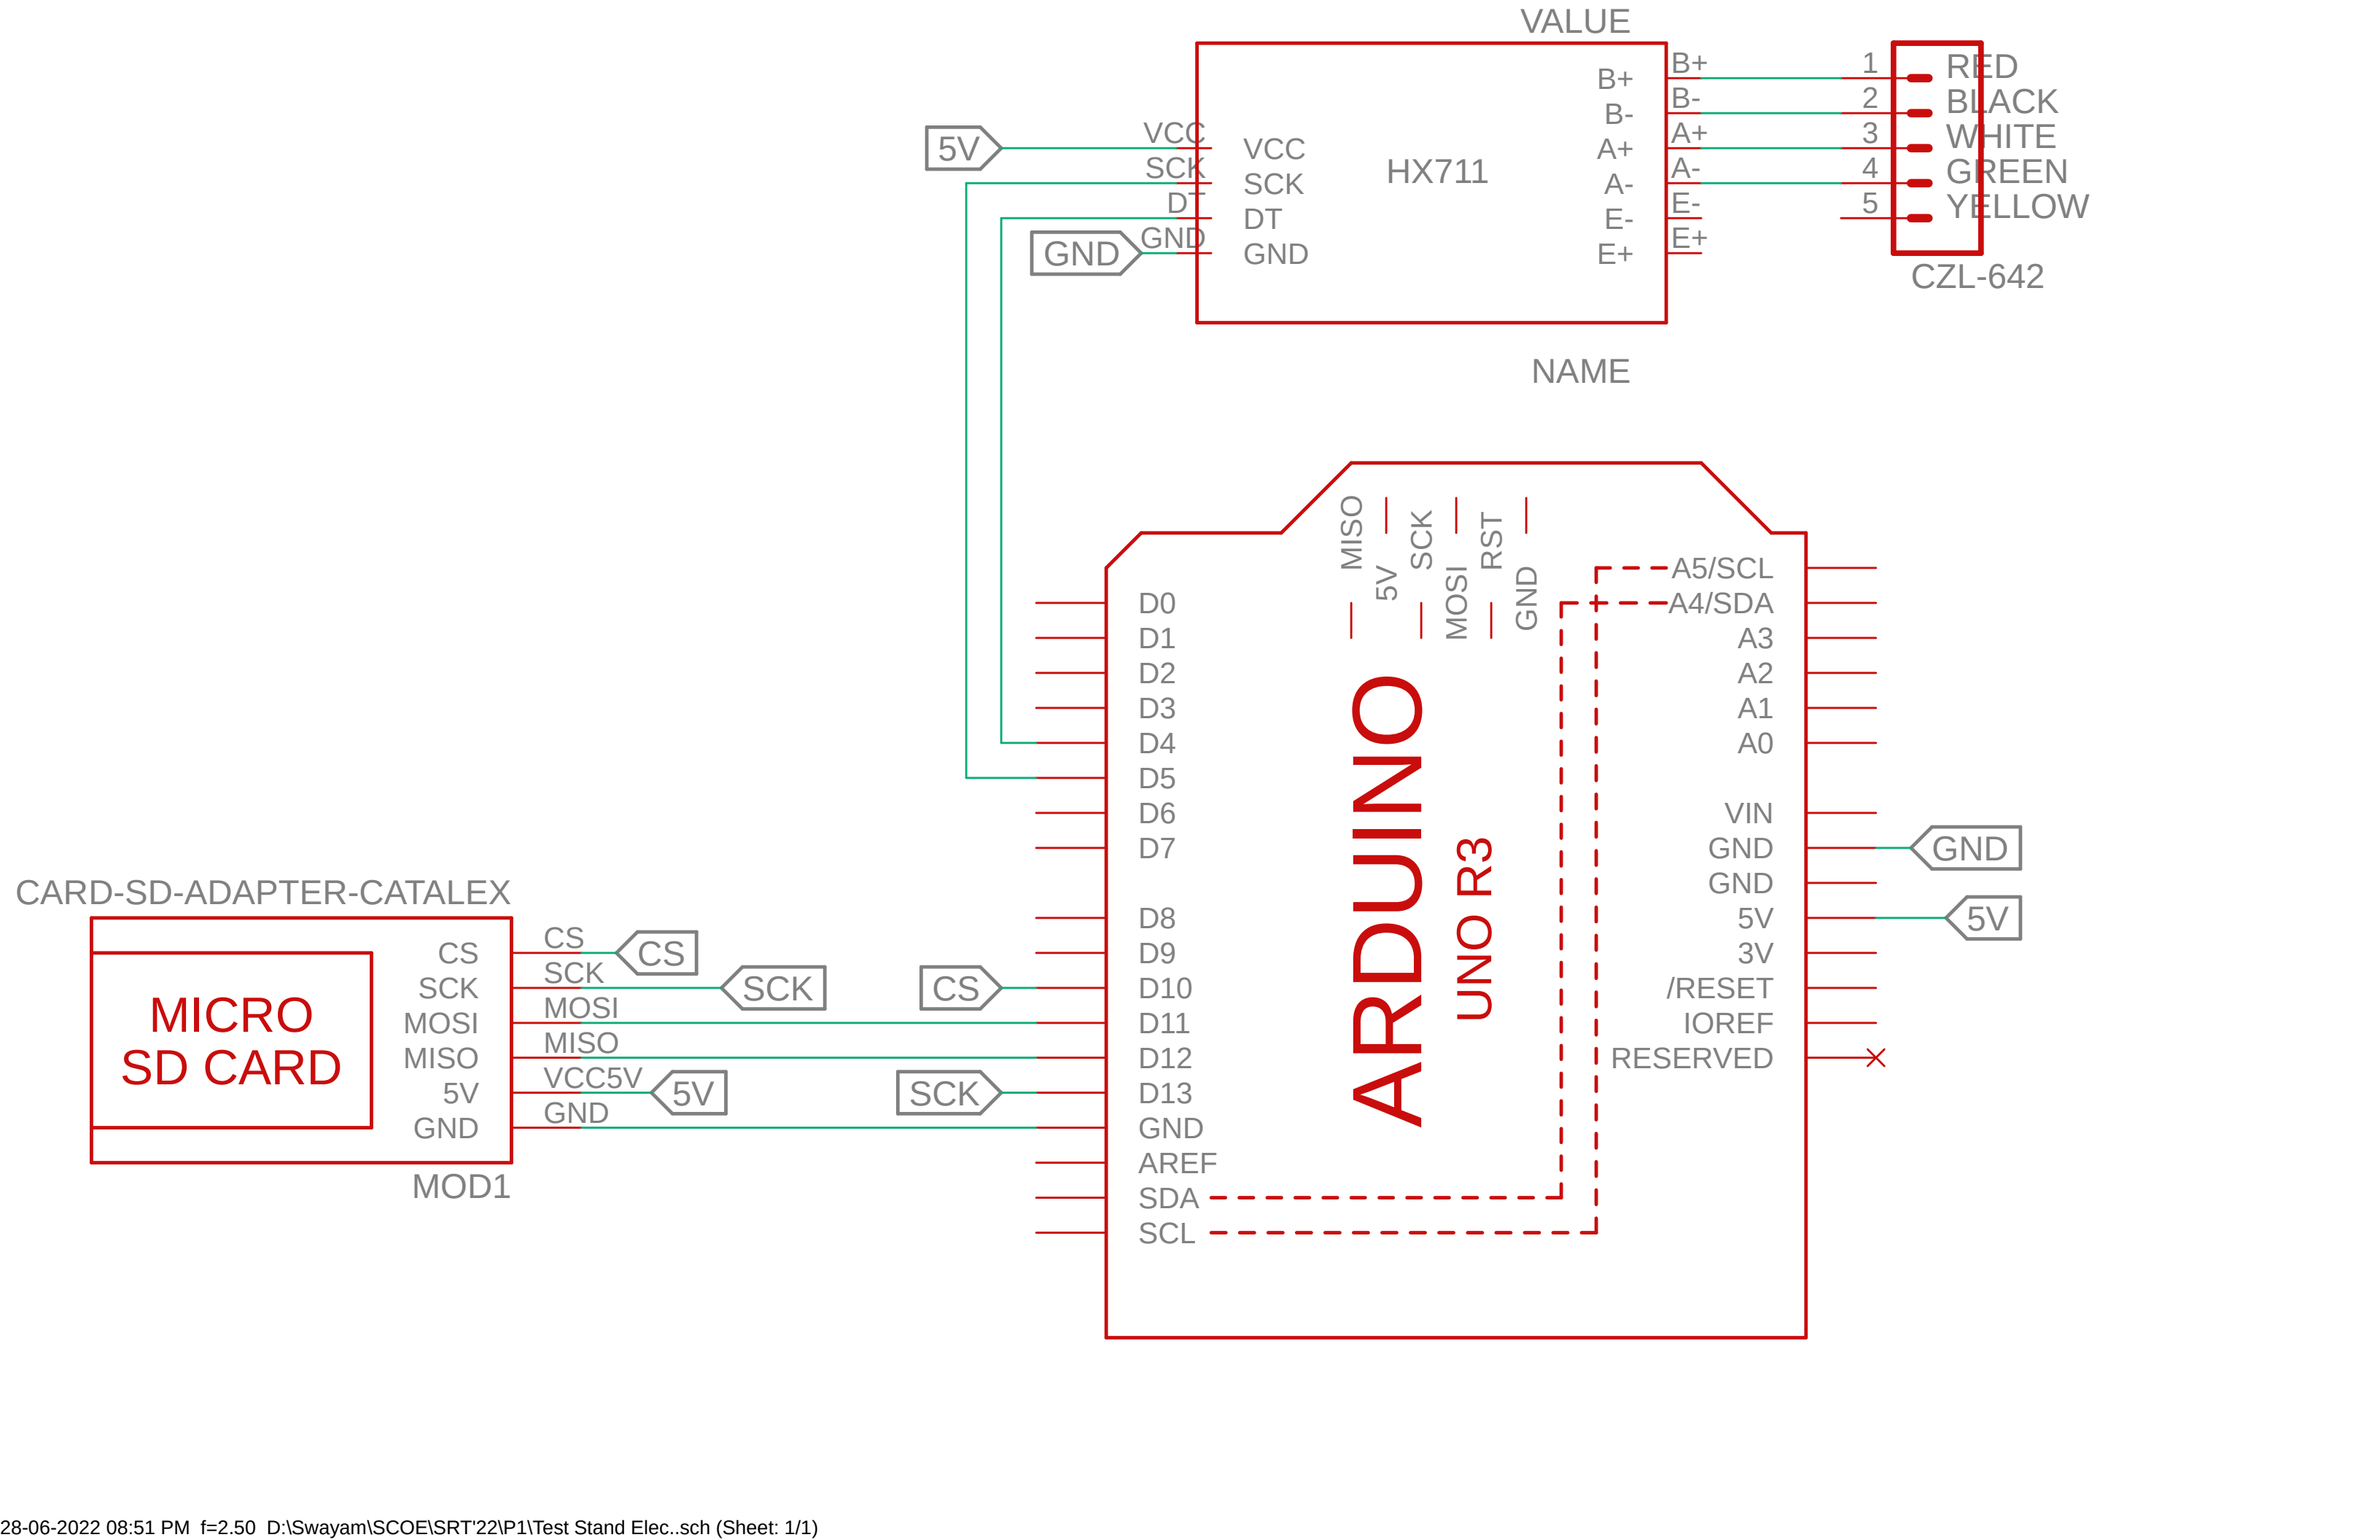 VALUE
HX711
VCC
SCK
DT
GND
VCC
SCK
DT
GND
B+
B-
A+
A-
E-
E+
B+
B-
A+
A-
E-
E+
5V
GND
1
2
3
4
5
RED
BLACK
WHITE
GREEN
YELLOW
CZL-642
NAME
MISO
5V
SCK
MOSI
RST
GND
D0
D1
D2
D3
D4
D5
D6
D7
D8
D9
D10
D11
D12
D13
GND
AREF
SDA
SCL
ARDUINO
UNO R3
A5/SCL
A4/SDA
A3
A2
A1
A0
VIN
GND
GND
5V
3V
/RESET
IOREF
RESERVED
GND
5V
CARD-SD-ADAPTER-CATALEX
MICRO
SD CARD
CS
SCK
MOSI
MISO
5V
GND
CS
SCK
MOSI
MISO
VCC5V
GND
CS
SCK
5V
CS
SCK
MOD1
28-06-2022 08:51 PM f=2.50 D:\Swayam\SCOE\SRT'22\P1\Test Stand Elec..sch (Sheet: 1/1)